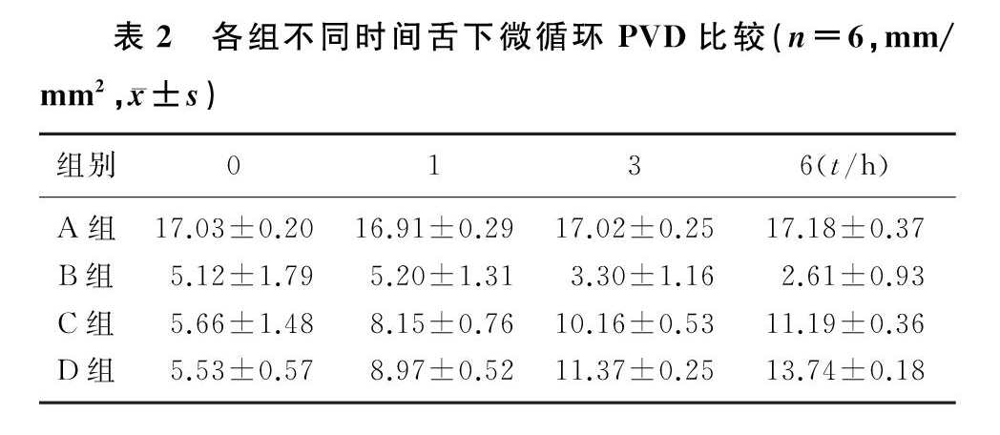 表 2 各组不同时间舌下微循环 PVD 比较(n=6,mm/
mm²,x̄±s)
组别 0 1 3 6(t/h)
A 组 17.03±0.20 16.91±0.29 17.02±0.25 17.18±0.37
B 组 5.12±1.79 5.20±1.31 3.30±1.16 2.61±0.93
C 组 5.66±1.48 8.15±0.76 10.16±0.53 11.19±0.36
D 组 5.53±0.57 8.97±0.52 11.37±0.25 13.74±0.18